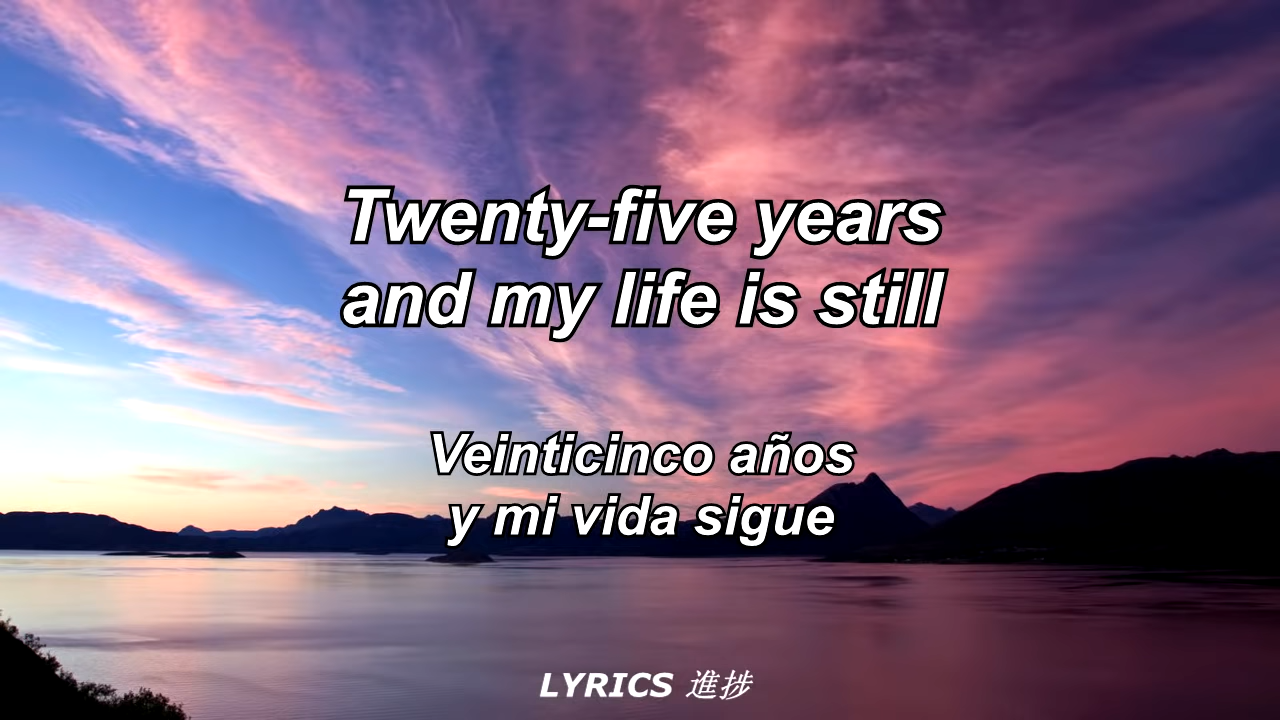 Twenty-five years
and my life is still
Veinticinco años
y mi vida sigue
LYRICS 進捗